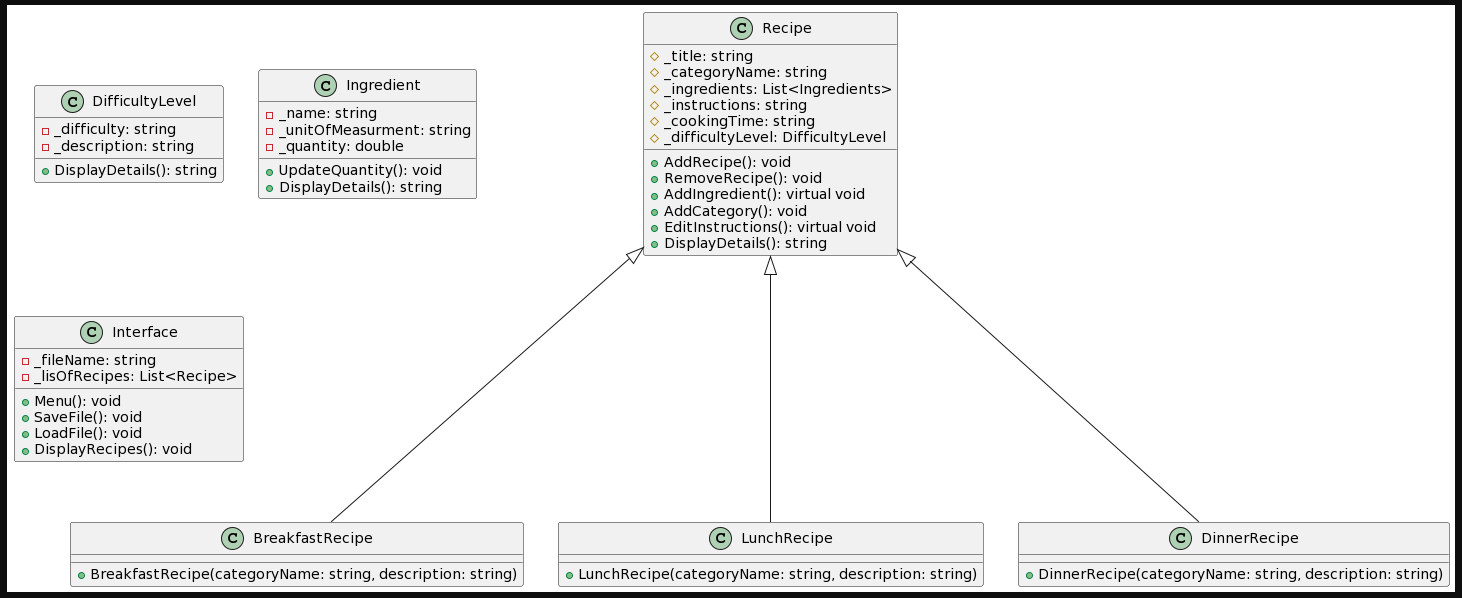 C Recipe
_title: string
_categoryName: string
_ingredients: List<Ingredients>
_instructions: string
_cookingTime: string
_difficultyLevel: DifficultyLevel
AddRecipe(): void
RemoveRecipe(): void
AddIngredient(): virtual void
AddCategory(): void
EditInstructions(): virtual void
DisplayDetails(): string
C DifficultyLevel
_difficulty: string
_description: string
DisplayDetails(): string
C Ingredient
_name: string
_unitOfMeasurment: string
_quantity: double
UpdateQuantity(): void
DisplayDetails(): string
C Interface
_fileName: string
_lisOfRecipes: List<Recipe>
Menu(): void
SaveFile(): void
LoadFile(): void
DisplayRecipes(): void
C BreakfastRecipe
BreakfastRecipe(categoryName: string, description: string)
C LunchRecipe
LunchRecipe(categoryName: string, description: string)
C DinnerRecipe
DinnerRecipe(categoryName: string, description: string)